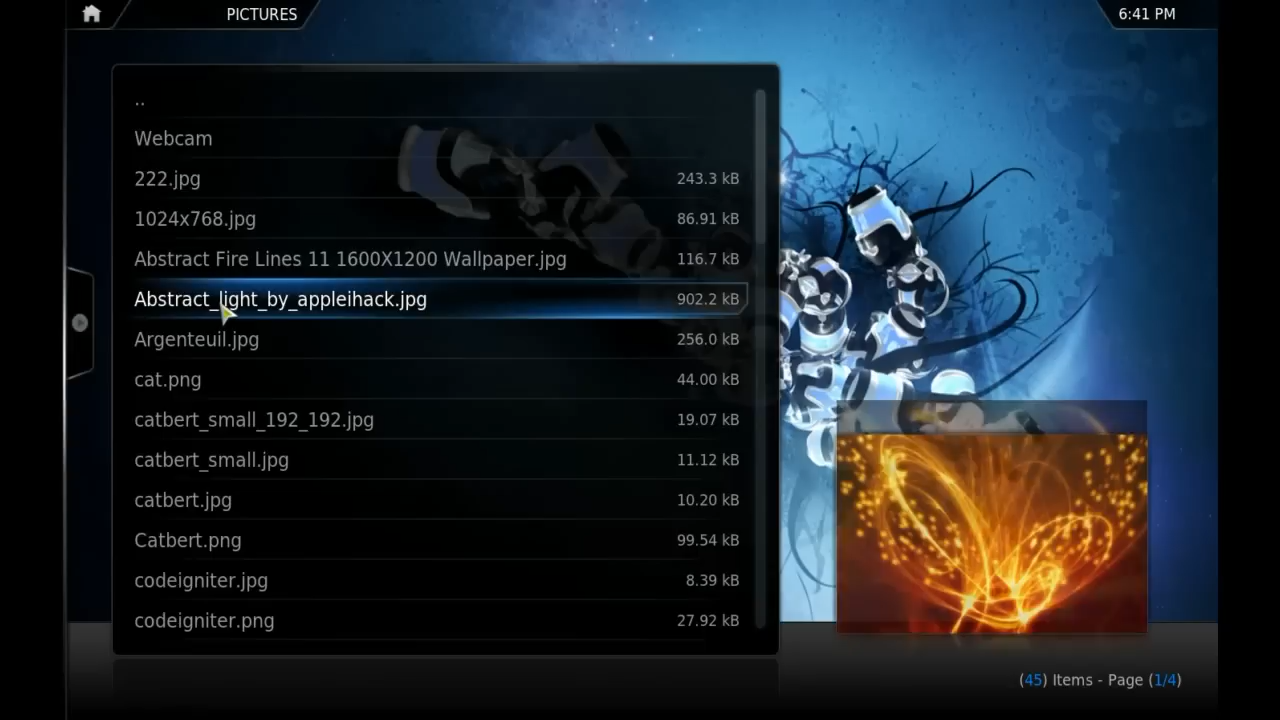 PICTURES
6:41 PM
..
Webcam
222.jpg 243.3 kB
1024x768.jpg 86.91 kB
Abstract Fire Lines 11 1600X1200 Wallpaper.jpg 116.7 kB
Abstract_light_by_appleihack.jpg 902.2 kB
Argenteuil.jpg 256.0 kB
cat.png 44.00 kB
catbert_small_192_192.jpg 19.07 kB
catbert_small.jpg 11.12 kB
catbert.jpg 10.20 kB
Catbert.png 99.54 kB
codeigniter.jpg 8.39 kB
codeigniter.png 27.92 kB
(45) Items - Page (1/4)